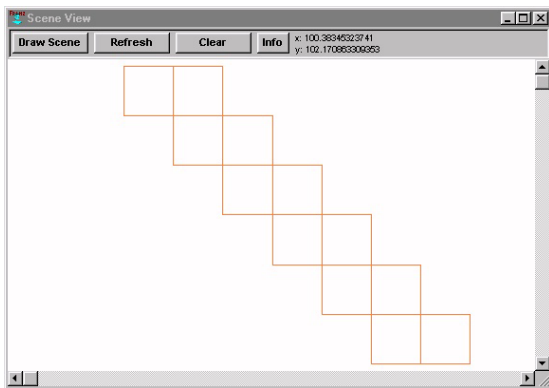 Scene View
Draw Scene Refresh Clear Info
x: 100.38345323741
y: 102.170863309353